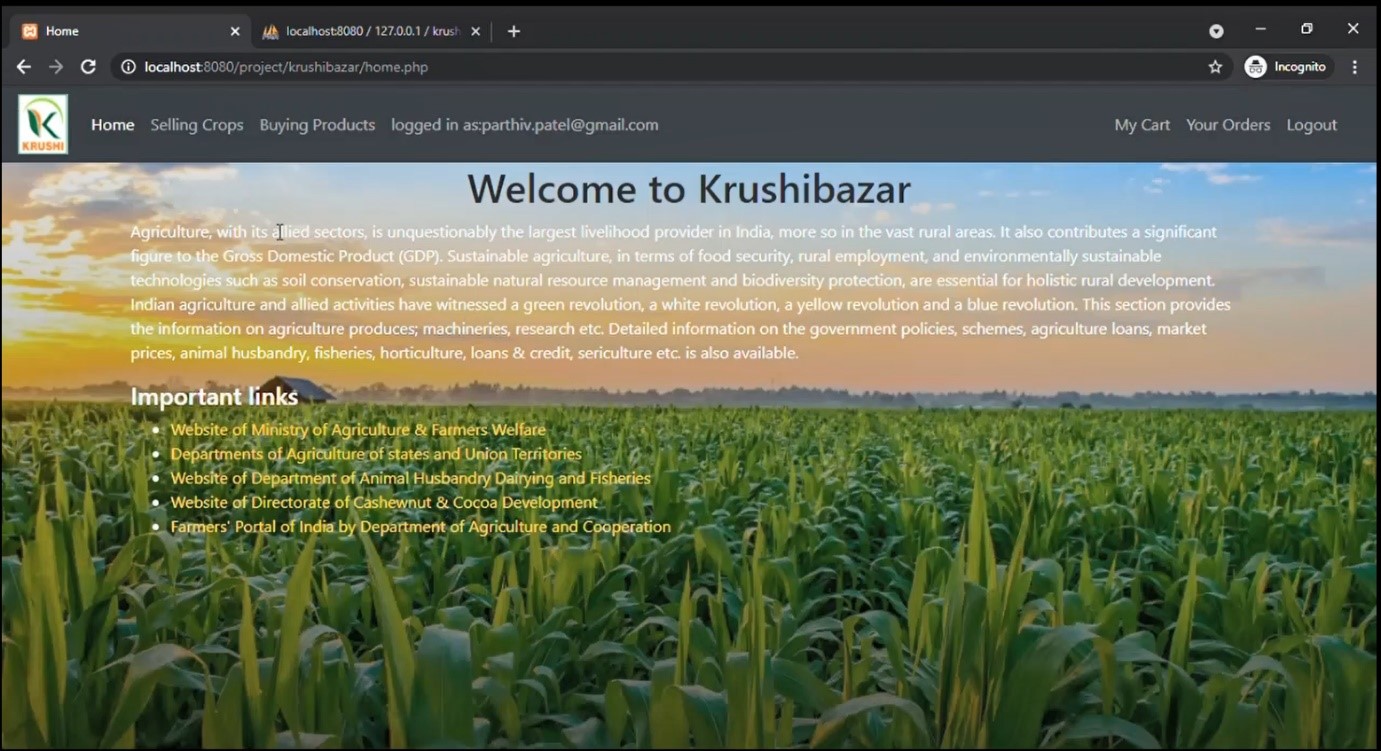 Home
localhost:8080 / 127.0.0.1 / krush
localhost:8080/project/krushibazar/home.php
Incognito
KRUSHI
Home Selling Crops Buying Products logged in as:parthiv.patel@gmail.com My Cart Your Orders Logout
Welcome to Krushibazar
Agriculture, with its allied sectors, is unquestionably the largest livelihood provider in India, more so in the vast rural areas. It also contributes a significant
figure to the Gross Domestic Product (GDP). Sustainable agriculture, in terms of food security, rural employment, and environmentally sustainable
technologies such as soil conservation, sustainable natural resource management and biodiversity protection, are essential for holistic rural development.
Indian agriculture and allied activities have witnessed a green revolution, a white revolution, a yellow revolution and a blue revolution. This section provides
the information on agriculture produces; machineries, research etc. Detailed information on the government policies, schemes, agriculture loans, market
prices, animal husbandry, fisheries, horticulture, loans & credit, sericulture etc. is also available.
Important links
Website of Ministry of Agriculture & Farmers Welfare
Departments of Agriculture of states and Union Territories
Website of Department of Animal Husbandry Dairying and Fisheries
Website of Directorate of Cashewnut & Cocoa Development
Farmers' Portal of India by Department of Agriculture and Cooperation